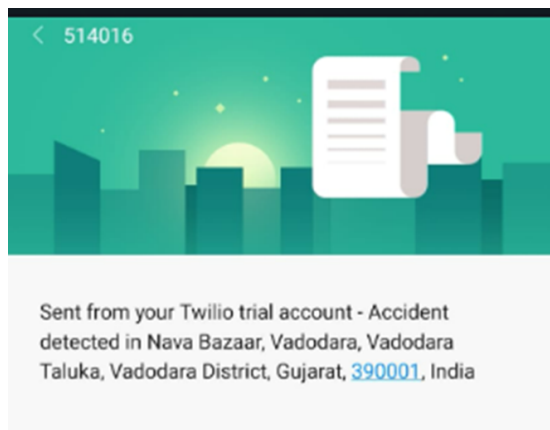 514016
Sent from your Twilio trial account - Accident
detected in Nava Bazaar, Vadodara, Vadodara
Taluka, Vadodara District, Gujarat, 390001, India